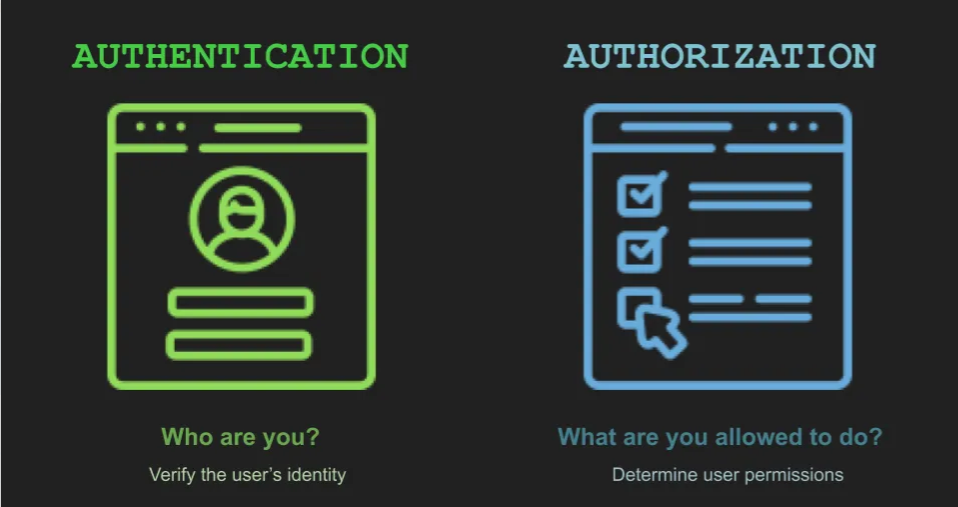 AUTHENTICATION
Who are you?
Verify the user’s identity
AUTHORIZATION
What are you allowed to do?
Determine user permissions